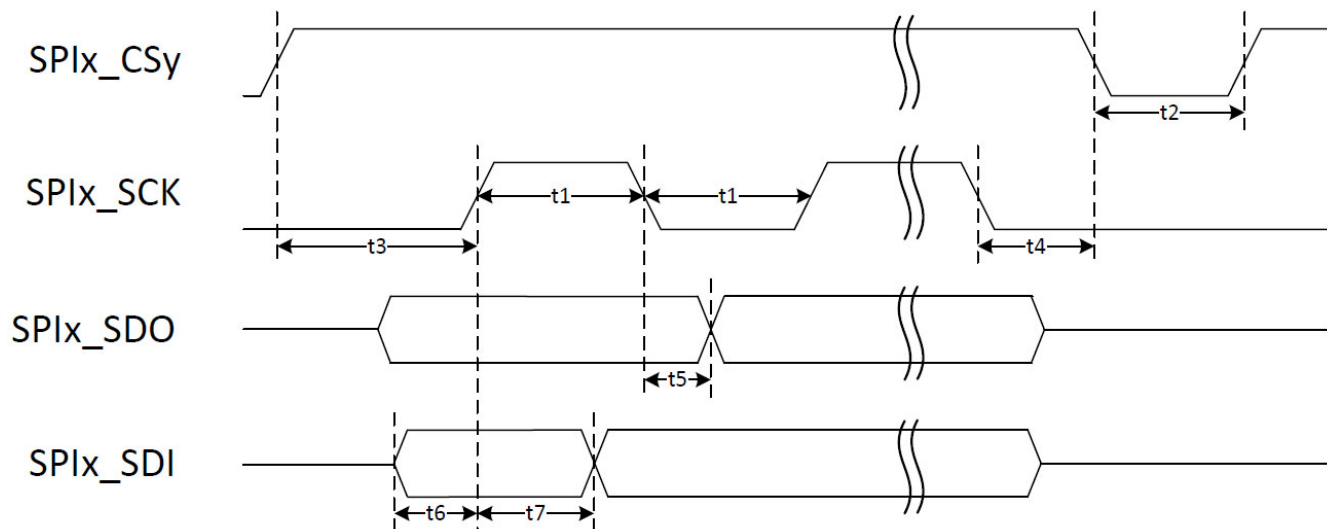 SPIx_CSy
t2
SPIx_SCK
t1 t1
t3 t4
SPIx_SDO
t5
SPIx_SDI
t6 t7